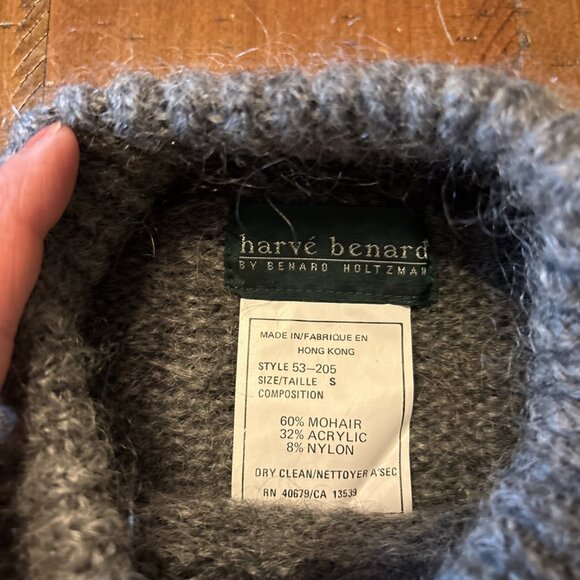 harvé benard
BY BENARD HOLTZMAN
MADE IN/FABRIQUE EN
HONG KONG
STYLE 53-205
SIZE/TAILLE S
COMPOSITION
60% MOHAIR
32% ACRYLIC
8% NYLON
DRY CLEAN/NETTOYER A'SEC
RN 40679/CA 13539